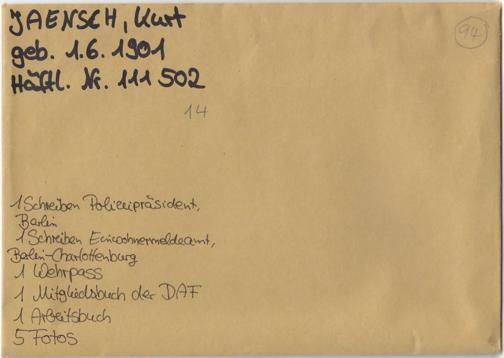 JAENSCH, Kurt
94
geb. 1.6. 1901
Häftl. Nr. 111 502
14
1 Schreiben Polizeipräsident,
Berlin
1 Schreiben Einwohnermeldeamt,
Berlin-Charlottenburg
1 Wehrpass
1 Mitgliedsbuch der DAF
1 Arbeitsbuch
5 Fotos